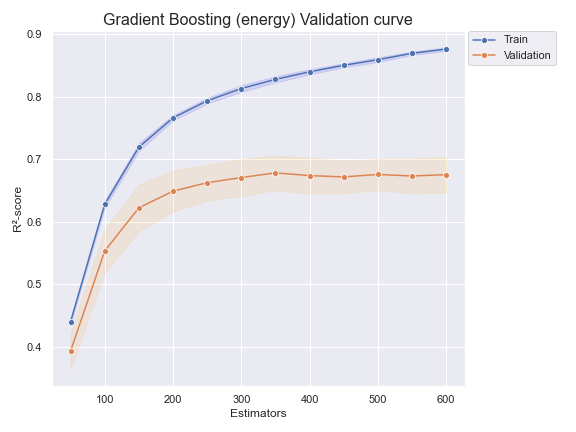 Gradient Boosting (energy) Validation curve
Train
Validation
0.9
0.8
0.7
0.6
0.5
0.4
R²-score
100 200 300 400 500 600
Estimators